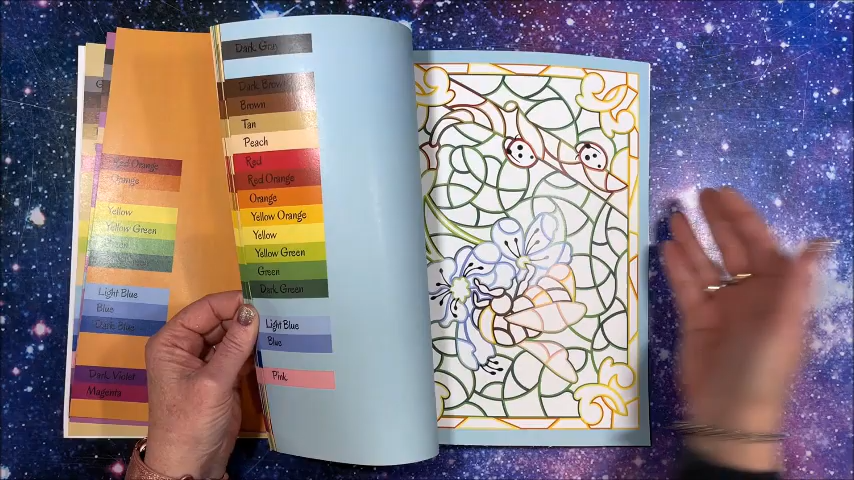 Red Orange
Orange
Yellow
Yellow Green
Green
Light Blue
Blue
Dark Blue
Dark Violet
Magenta
Dark Gray
Dark Brown
Brown
Tan
Peach
Red
Red Orange
Orange
Yellow Orange
Yellow
Yellow Green
Green
Dark Green
Light Blue
Blue
Pink